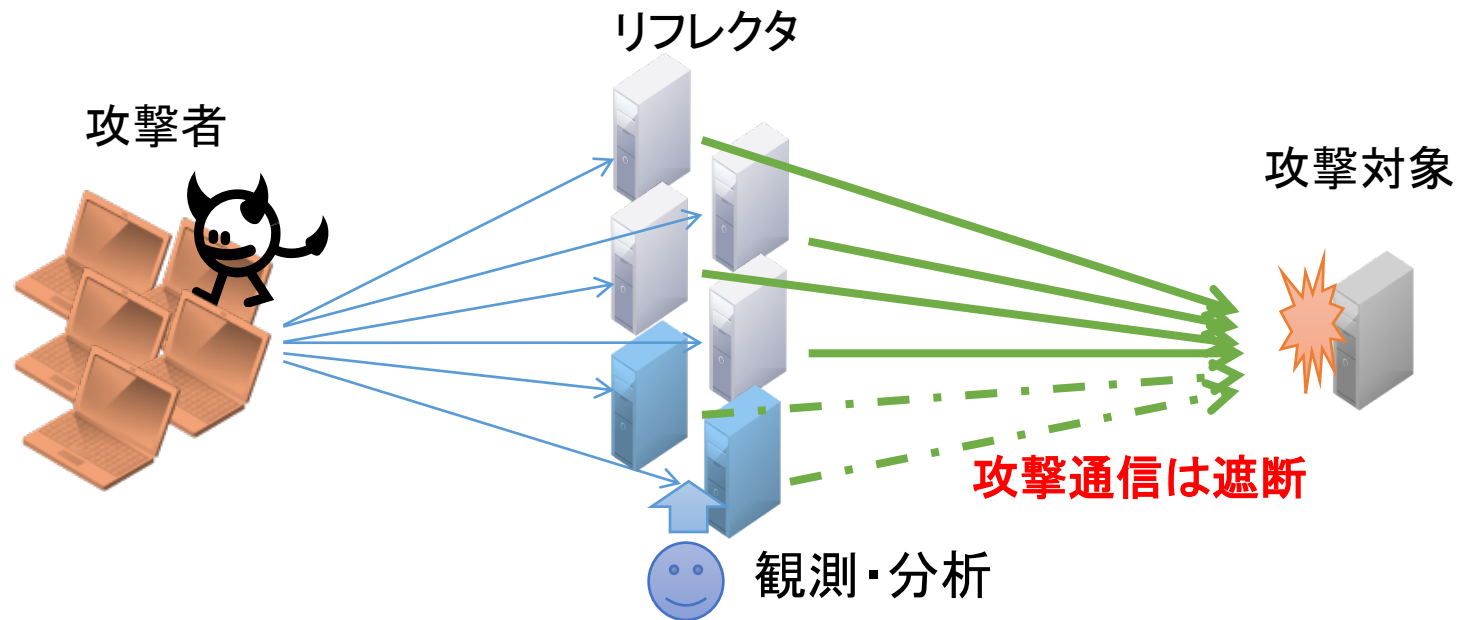 リフレクタ
攻撃者
攻撃対象
攻撃通信は遮断
観測・分析